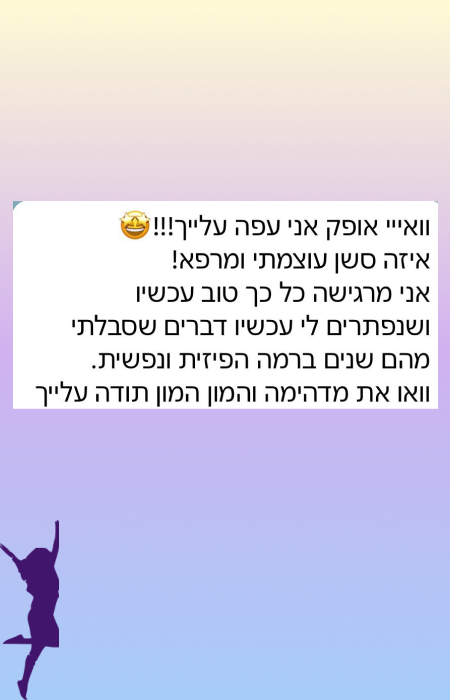 וואייי אופק אני עפה עלייך!!!🤩
איזה סשן עוצמתי ומרפא!
אני מרגישה כל כך טוב עכשיו
ושנפתרים לי עכשיו דברים שסבלתי
מהם שנים ברמה הפיזית ונפשית.
וואו את מדהימה והמון המון תודה עלייך